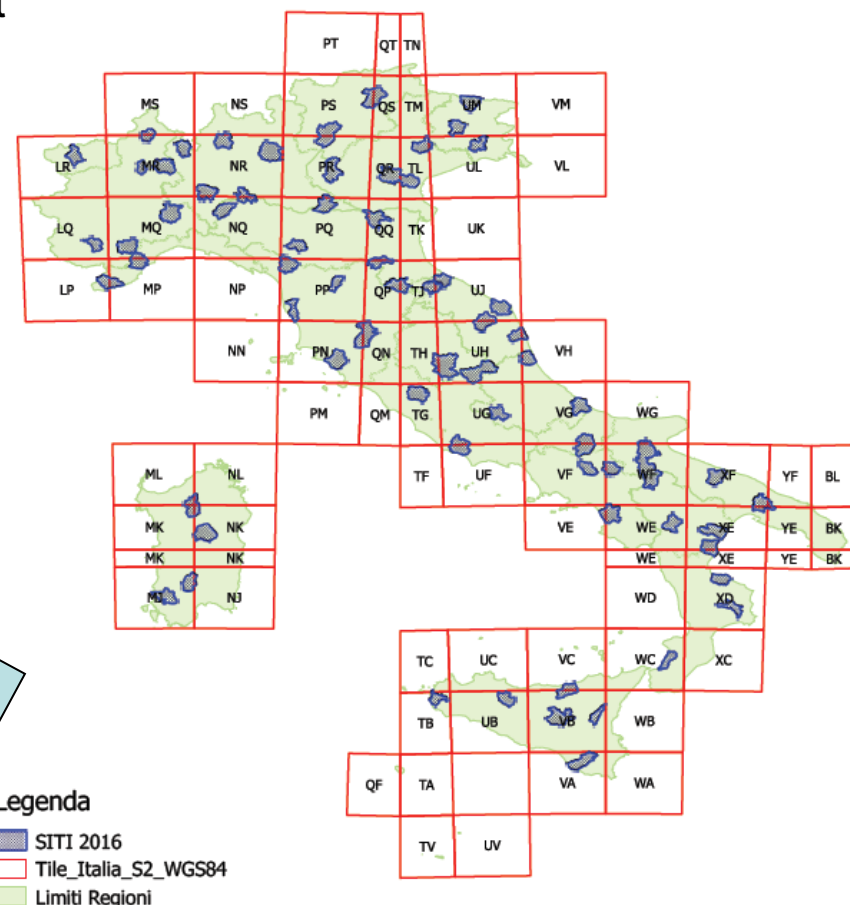 PT QT TN
MS NS PS QS TM UM VM
LR MR NR PR QR TL UL VL
LQ MQ NQ PQ QQ TK UK
LP MP NP PP QP TJ UJ
NN PN QN TH UH VH
PM QM TG UG VG WG
ML NL TF UF VF WF XF YF BL
MK NK VE WE XE YE BK
MK NK WE XE YE BK
MJ NJ WD XD
TC UC VC WC XC
TB UB VB WB
QF TA VA WA
TV UV
Legenda
SITI 2016
Tile_Italia_S2_WGS84
Limiti Regioni